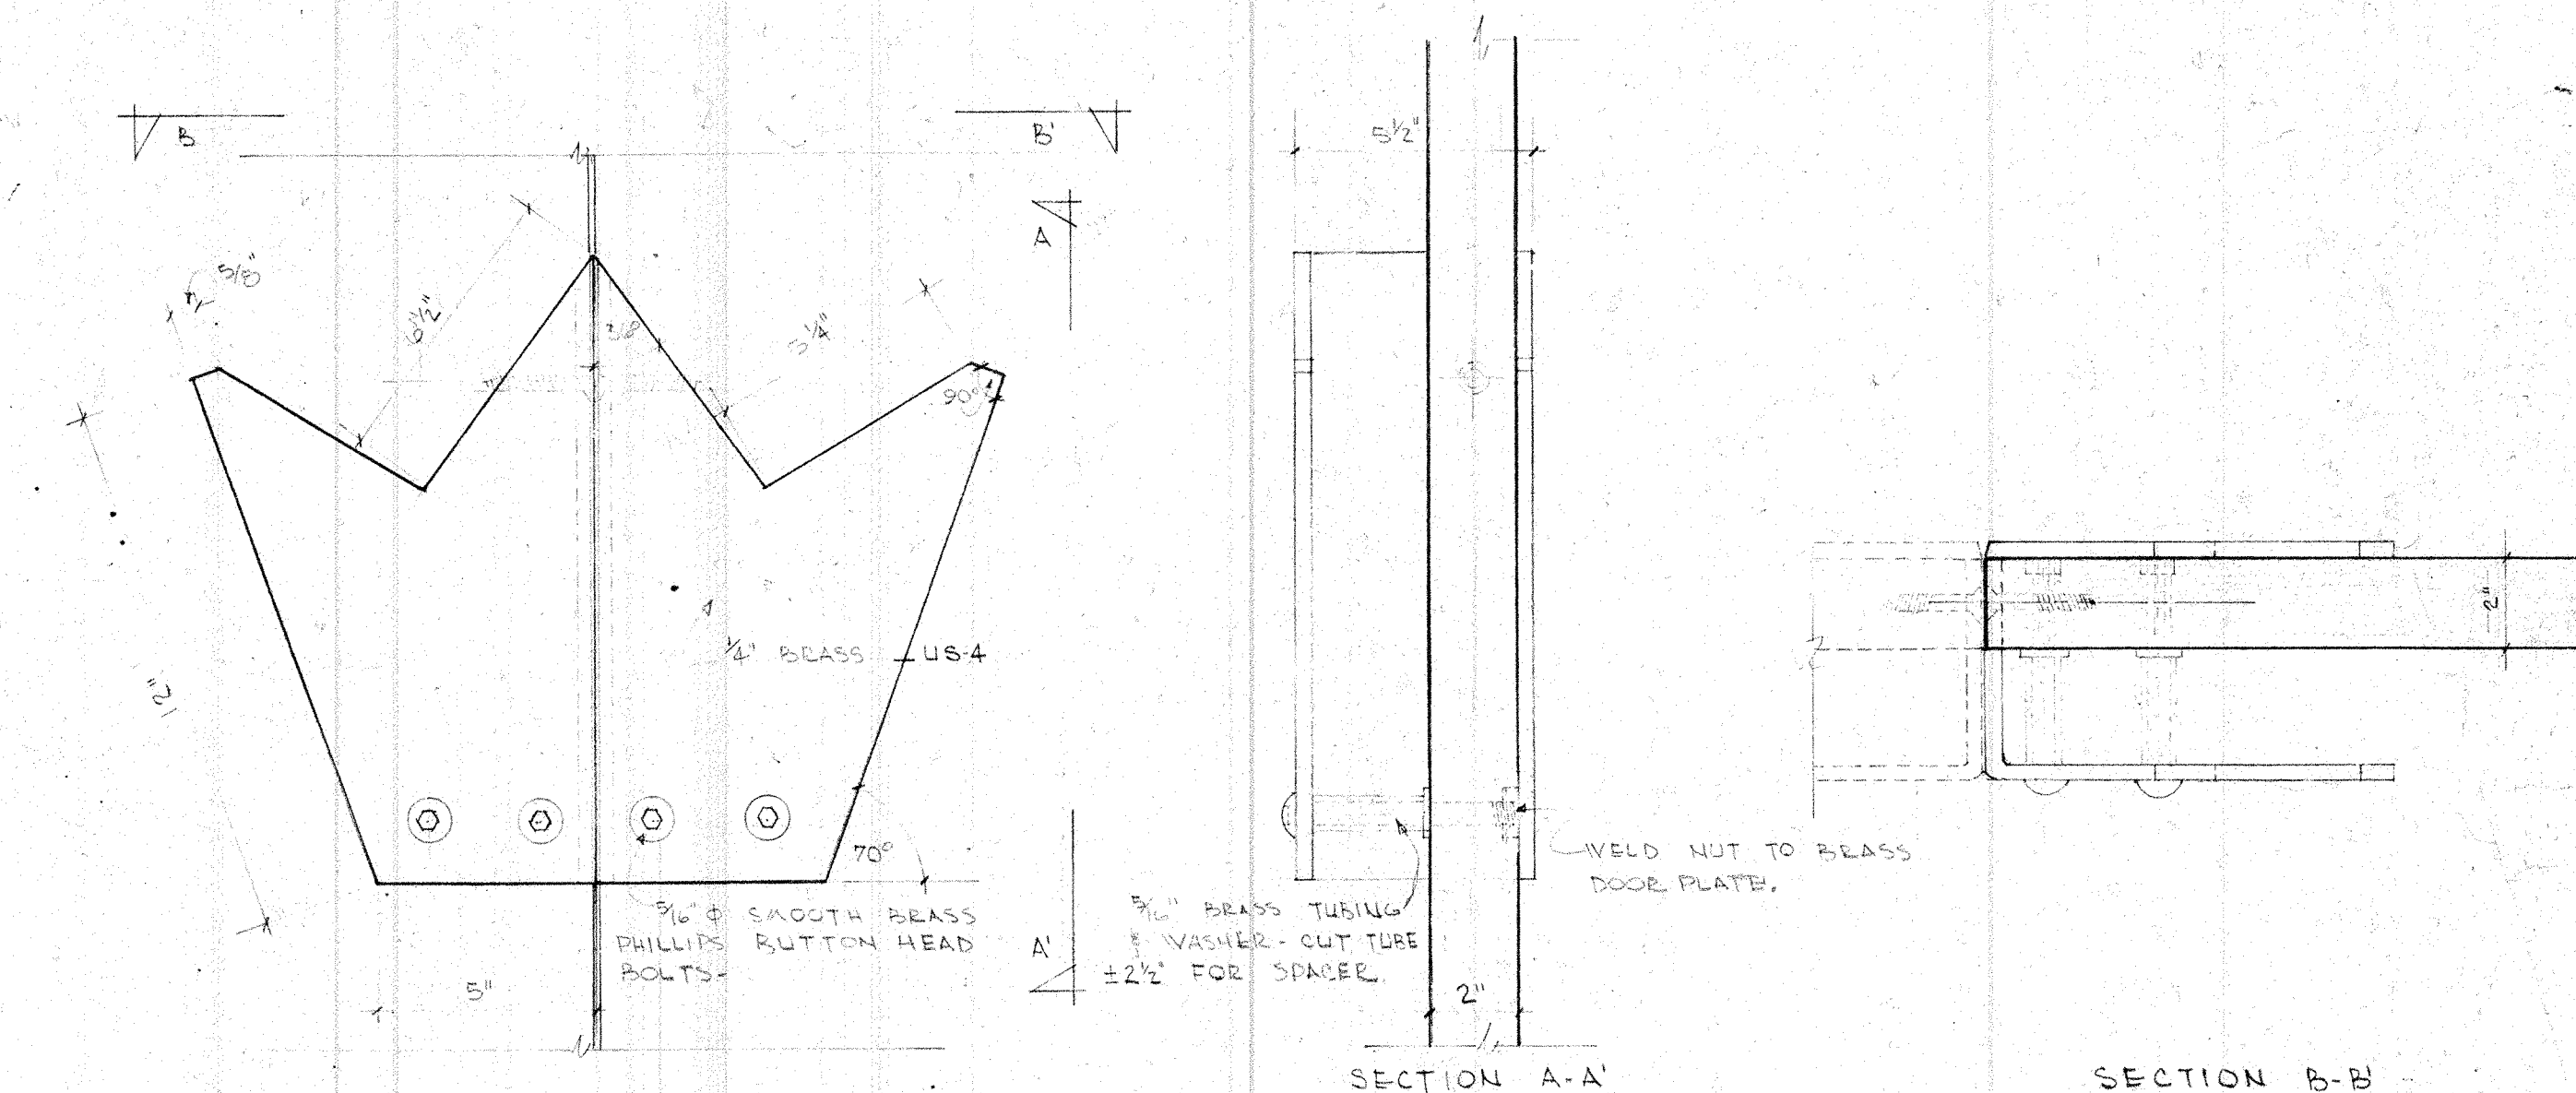 B
B'
5 1/2"
A
5/8"
6 1/2"
3/8
5 1/4"
90°
2"
1/4" BRASS US-4
12"
70°
WELD NUT TO BRASS
DOOR PLATE.
5/16" ϕ SMOOTH BRASS
PHILLIPS BUTTON HEAD
BOLTS-
5/16" BRASS TUBING
& WASHER - CUT TUBE
±2 1/2" FOR SPACER
A'
5"
2"
SECTION A-A'
SECTION B-B'